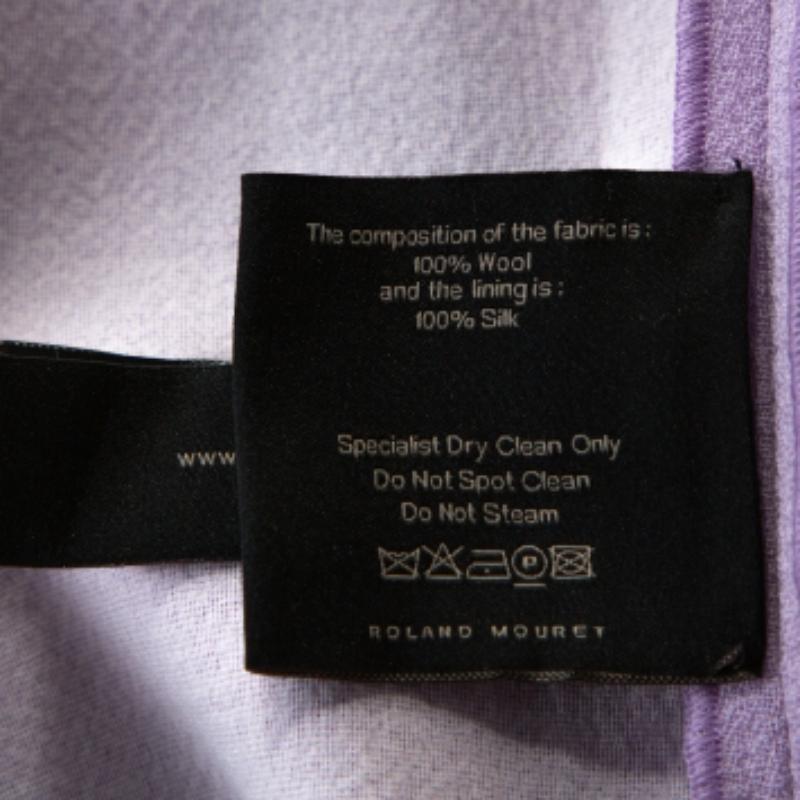 The composition of the fabric is :
100% Wool
and the lining is :
100% Silk
www
Specialist Dry Clean Only
Do Not Spot Clean
Do Not Steam
P
ROLAND MOURET